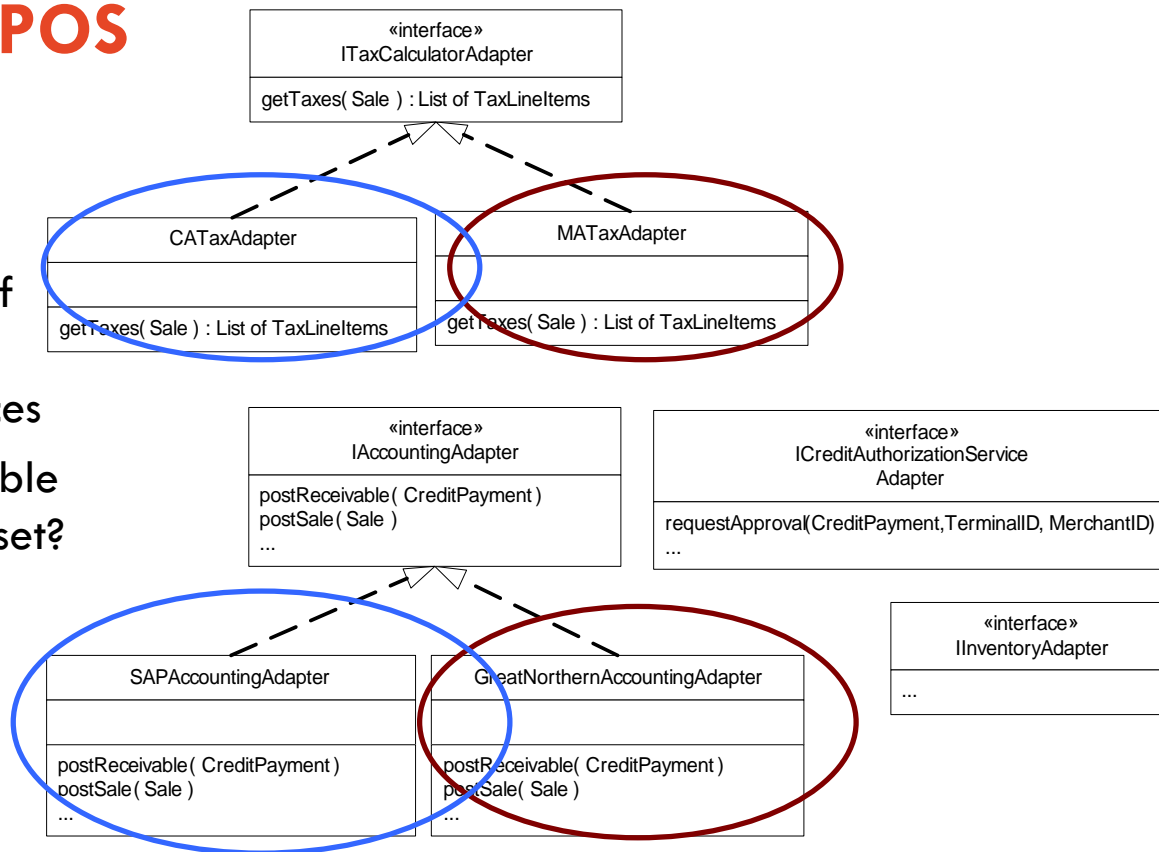 POS
«interface»
ITaxCalculatorAdapter
getTaxes( Sale ) : List of TaxLineItems
CATaxAdapter
getTaxes( Sale ) : List of TaxLineItems
MATaxAdapter
getTaxes( Sale ) : List of TaxLineItems
f
tes
ble
set?
«interface»
IAccountingAdapter
postReceivable( CreditPayment )
postSale( Sale )
...
«interface»
ICreditAuthorizationService
Adapter
requestApproval(CreditPayment,TerminalID, MerchantID)
...
«interface»
IInventoryAdapter
...
SAPAccountingAdapter
postReceivable( CreditPayment )
postSale( Sale )
...
GreatNorthernAccountingAdapter
postReceivable( CreditPayment )
postSale( Sale )
...